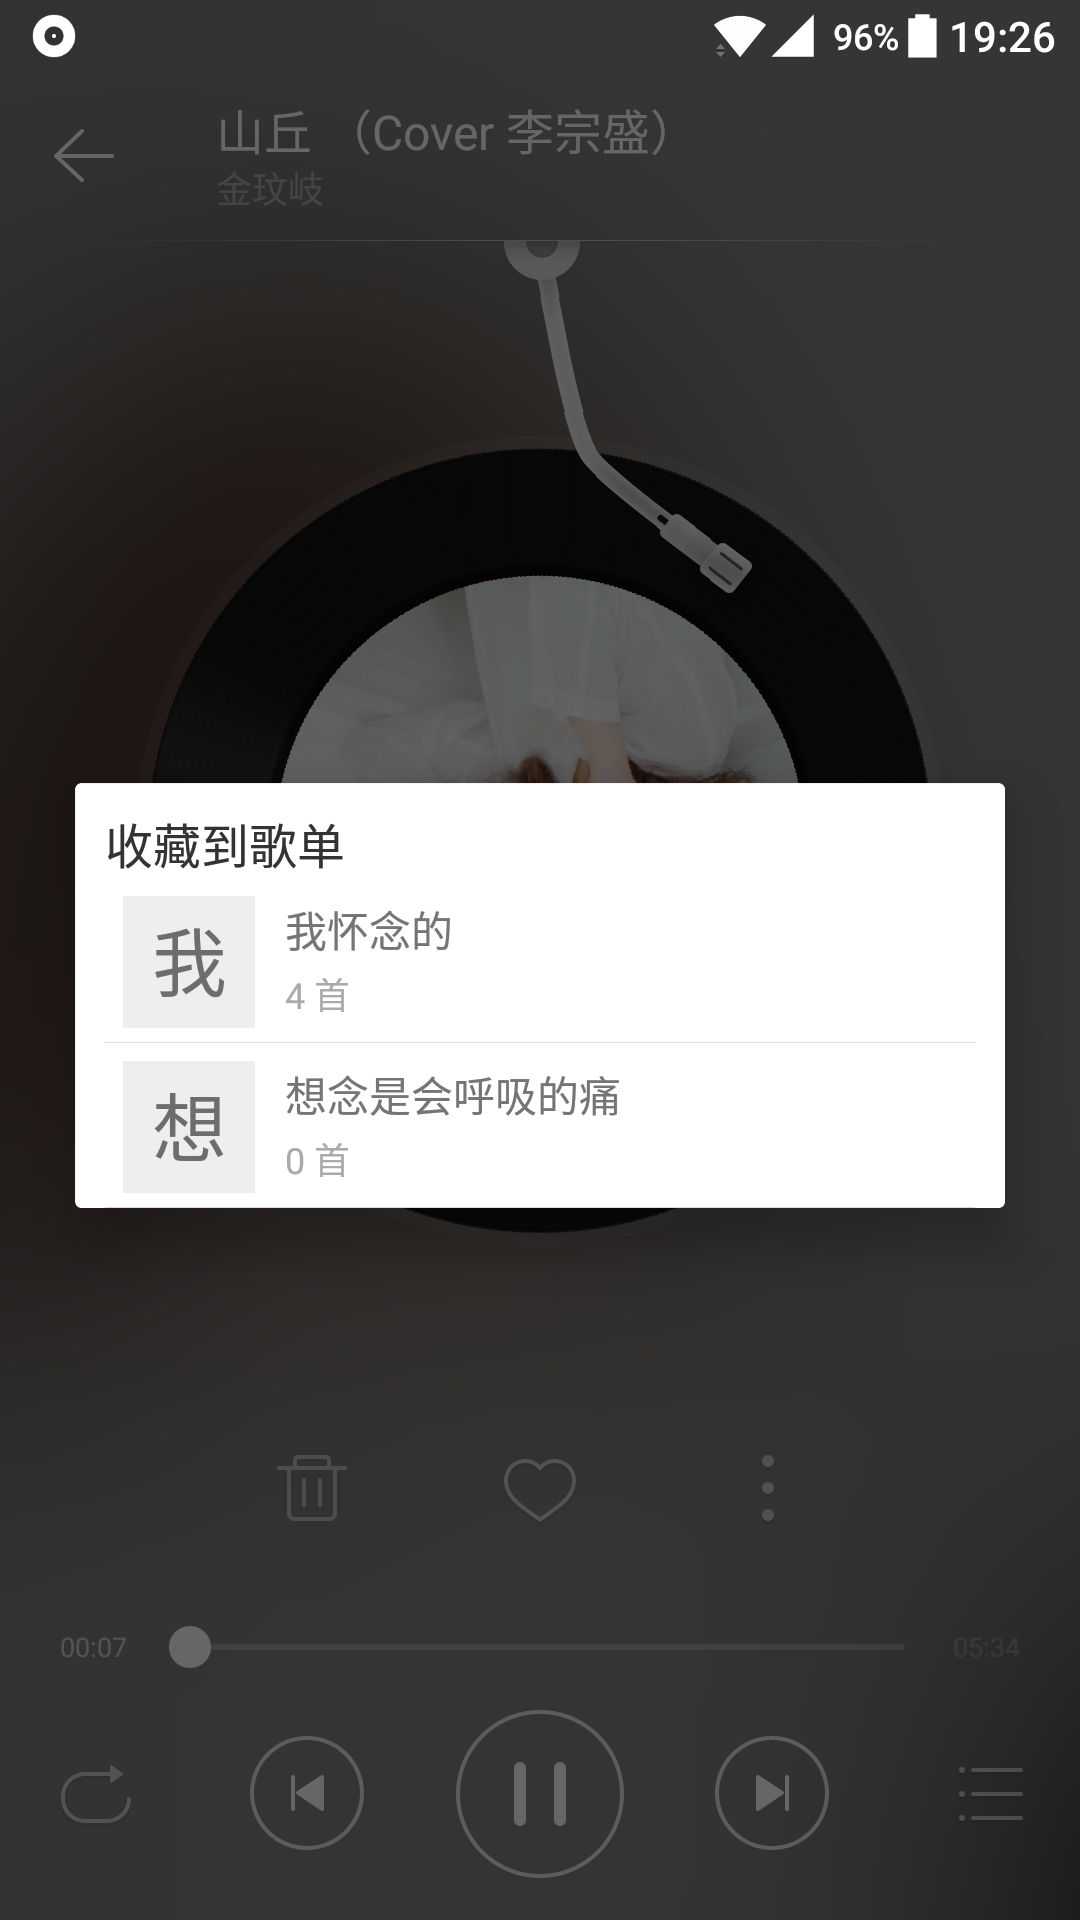 96% 19:26
山丘 （Cover 李宗盛）
金玟岐
收藏到歌单
我
我怀念的
4 首
想
想念是会呼吸的痛
0 首
00:07
05:34